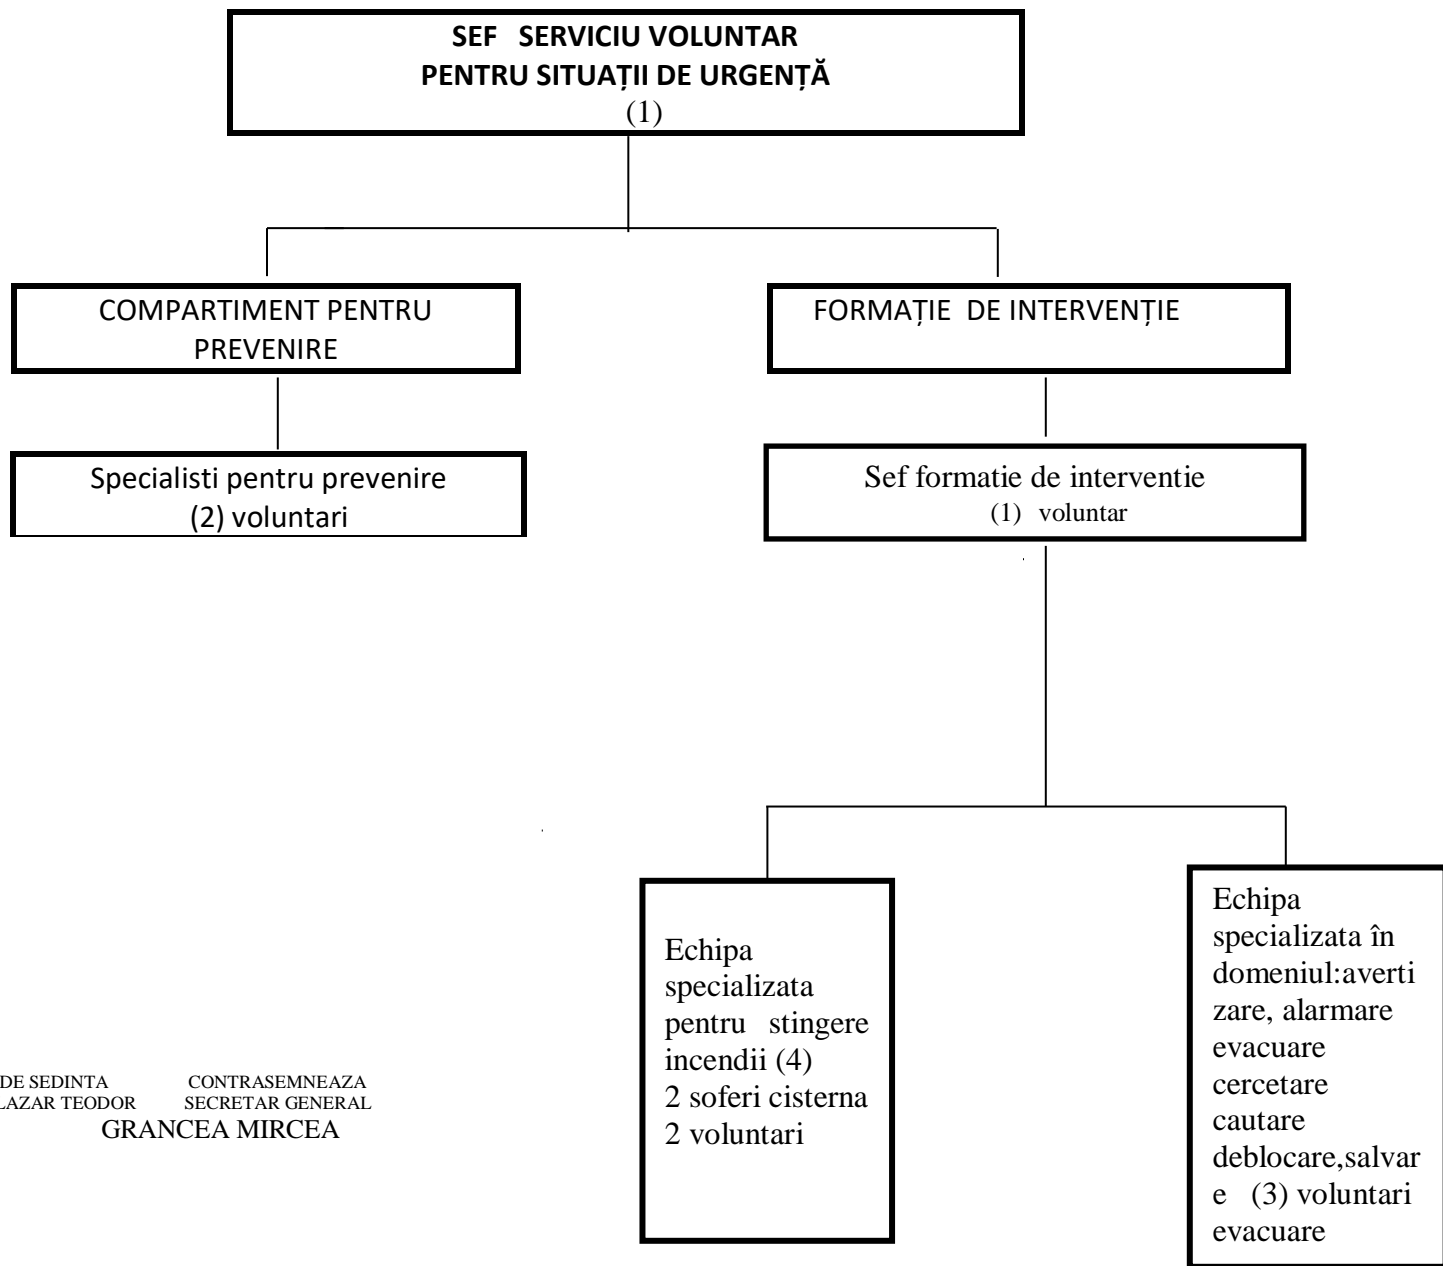 SEF SERVICIU VOLUNTAR
PENTRU SITUAȚII DE URGENȚĂ
(1)
COMPARTIMENT PENTRU
PREVENIRE
FORMAȚIE DE INTERVENȚIE
Specialisti pentru prevenire
(2) voluntari
Sef formatie de interventie
(1) voluntar
Echipa
specializata
pentru stingere
incendii (4)
2 soferi cisterna
2 voluntari
Echipa
specializata în
domeniul:averti
zare, alarmare
evacuare
cercetare
cautare
deblocare,salvar
e (3) voluntari
evacuare
DE SEDINTA CONTRASEMNEAZA
LAZAR TEODOR SECRETAR GENERAL
GRANCEA MIRCEA